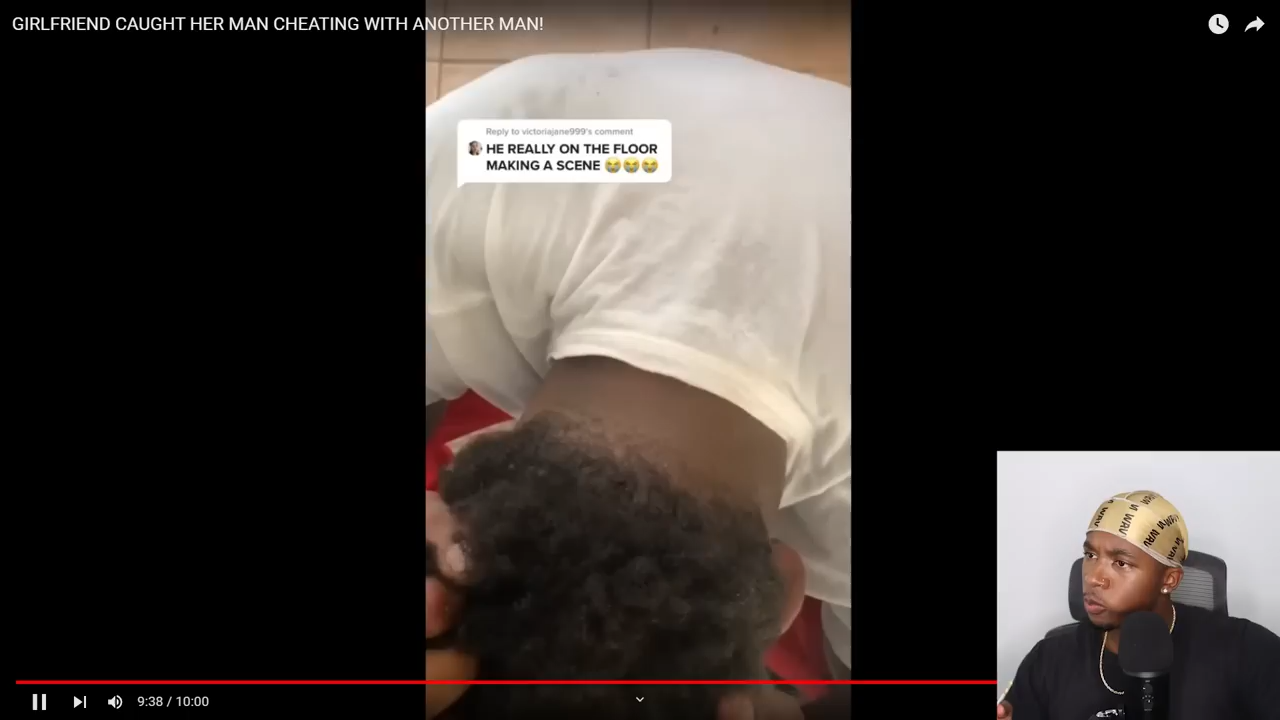 GIRLFRIEND CAUGHT HER MAN CHEATING WITH ANOTHER MAN!
Reply to victoriajane999's comment
HE REALLY ON THE FLOOR
MAKING A SCENE 😭😭😭
9:38 / 10:00